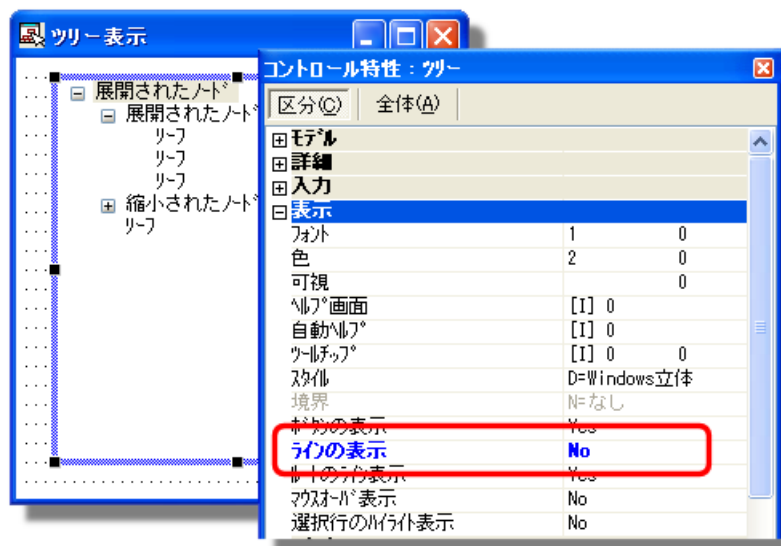 ツリー表示
展開されたノード
展開されたノード
リーフ
リーフ
リーフ
縮小されたノード
リーフ
コントロール特性：ツリー
区分(C) 全体(A)
モデル
詳細
入力
表示
フォント 1 0
色 2 0
可視 0
ヘルプ画面 [I] 0
自動ヘルプ [I] 0
ツールチップ [I] 0 0
スタイル D=Windows立体
境界 N=なし
ボタンの表示 Yes
ラインの表示 No
ルートのライン表示 Yes
マウスオーバ表示 No
選択行のハイライト表示 No